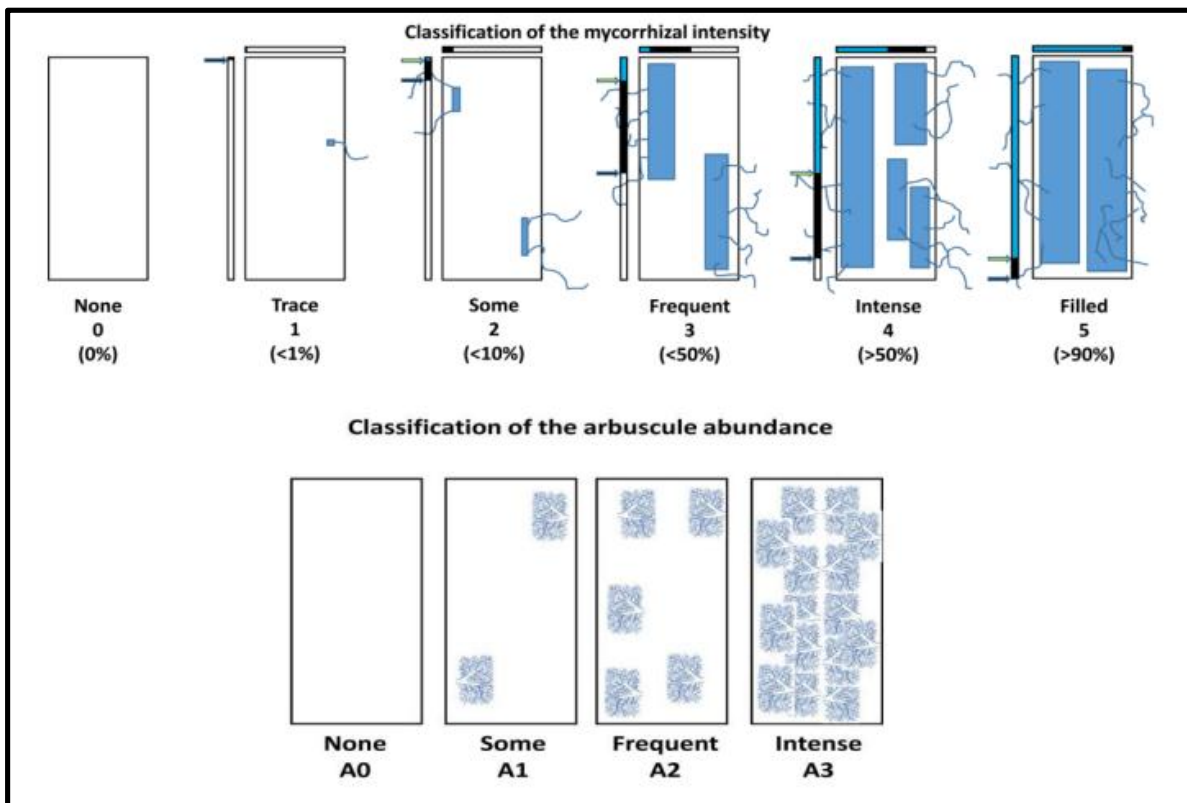 Classification of the mycorrhizal intensity
None Trace Some Frequent Intense Filled
0 1 2 3 4 5
(0%) (<1%) (<10%) (<50%) (>50%) (>90%)
Classification of the arbuscule abundance
None Some Frequent Intense
A0 A1 A2 A3